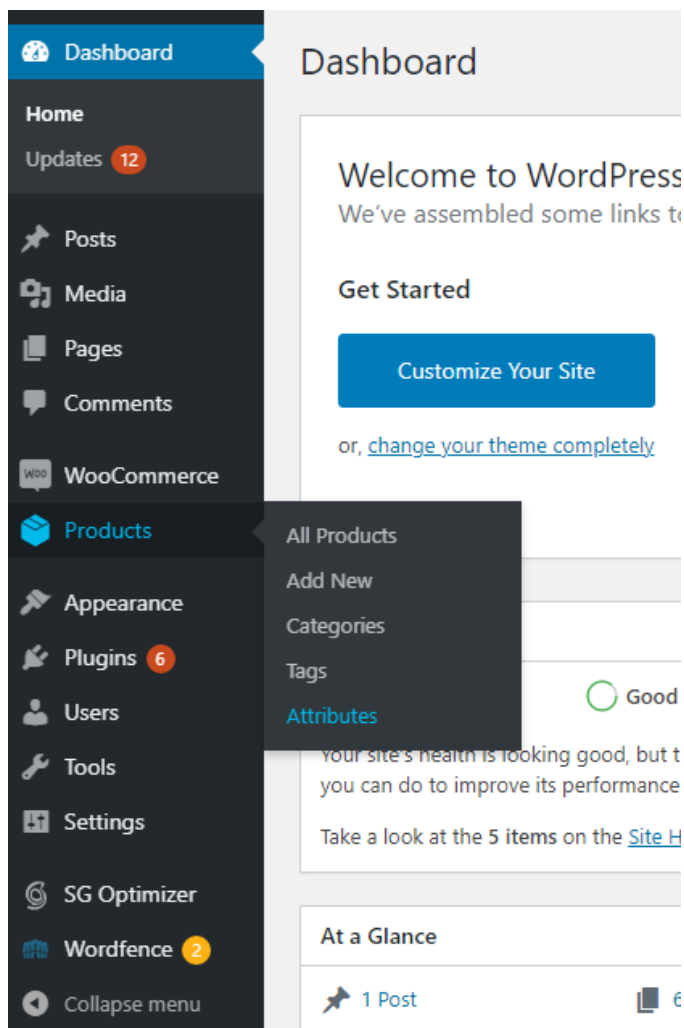 Dashboard
Home
Updates 12
Posts
Media
Pages
Comments
Woo WooCommerce
Products
Appearance
Plugins 6
Users
Tools
Settings
SG Optimizer
Wordfence 2
Collapse menu
All Products
Add New
Categories
Tags
Attributes
Dashboard
Welcome to WordPress
We've assembled some links to
Get Started
Customize Your Site
or, change your theme completely
Good
Your site's health is looking good, but t
you can do to improve its performance
Take a look at the 5 items on the Site H
At a Glance
1 Post
6